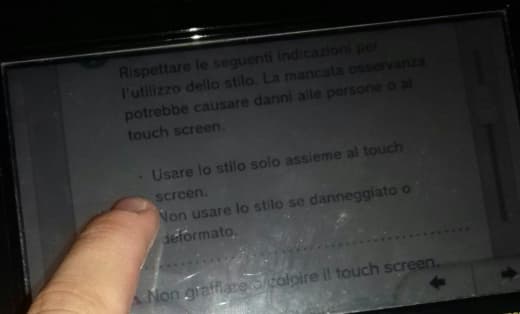 Rispettare le seguenti indicazioni per
l'utilizzo dello stilo. La mancata osservanza
potrebbe causare danni alle persone o al
touch screen.
· Usare lo stilo solo assieme al touch
screen.
Non usare lo stilo se danneggiato o
deformato.
Non graffiare o colpire il touch screen.